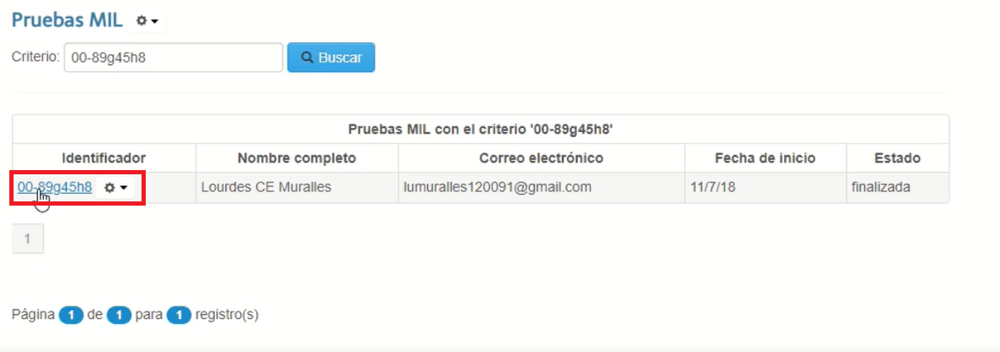 Pruebas MIL
Criterio: 00-89g45h8 Buscar
Pruebas MIL con el criterio '00-89g45h8'
Identificador Nombre completo Correo electrónico Fecha de inicio Estado
00-89g45h8 Lourdes CE Muralles lumuralles120091@gmail.com 11/7/18 finalizada
1
Página 1 de 1 para 1 registro(s)